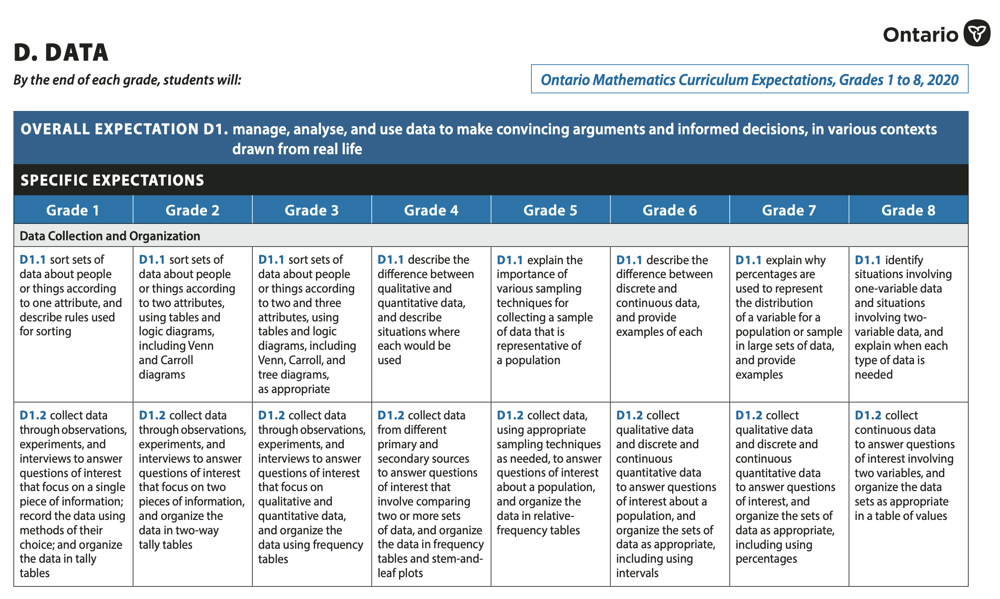 Ontario
D. DATA
By the end of each grade, students will:
Ontario Mathematics Curriculum Expectations, Grades 1 to 8, 2020
OVERALL EXPECTATION D1. manage, analyse, and use data to make convincing arguments and informed decisions, in various contexts
drawn from real life
SPECIFIC EXPECTATIONS
Grade 1
Grade 2
Grade 3
Grade 4
Grade 5
Grade 6
Grade 7
Grade 8
Data Collection and Organization
D1.1 sort sets of
data about people
or things according
to one attribute, and
describe rules used
for sorting
D1.1 sort sets of
data about people
or things according
to two attributes,
using tables and
logic diagrams,
including Venn
and Carroll
diagrams
D1.1 sort sets of
data about people
or things according
to two and three
attributes, using
tables and logic
diagrams, including
Venn, Carroll, and
tree diagrams,
as appropriate
D1.1 describe the
difference between
qualitative and
quantitative data,
and describe
situations where
each would be
used
D1.1 explain the
importance of
various sampling
techniques for
collecting a sample
of data that is
representative of
a population
D1.1 describe the
difference between
discrete and
continuous data,
and provide
examples of each
D1.1 explain why
percentages are
used to represent
the distribution
of a variable for a
population or sample
in large sets of data,
and provide
examples
D1.1 identify
situations involving
one-variable data
and situations
involving two-
variable data, and
explain when each
type of data is
needed
D1.2 collect data
through observations,
experiments, and
interviews to answer
questions of interest
that focus on a single
piece of information;
record the data using
methods of their
choice; and organize
the data in tally
tables
D1.2 collect data
through observations,
experiments, and
interviews to answer
questions of interest
that focus on two
pieces of information,
and organize the
data in two-way
tally tables
D1.2 collect data
through observations,
experiments, and
interviews to answer
questions of interest
that focus on
qualitative and
quantitative data,
and organize the
data using frequency
tables
D1.2 collect data
from different
primary and
secondary sources
to answer questions
of interest that
involve comparing
two or more sets
of data, and organize
the data in frequency
tables and stem-and-
leaf plots
D1.2 collect data,
using appropriate
sampling techniques
as needed, to answer
questions of interest
about a population,
and organize the
data in relative-
frequency tables
D1.2 collect
qualitative data
and discrete and
continuous
quantitative data
to answer questions
of interest about a
population, and
organize the sets of
data as appropriate,
including using
intervals
D1.2 collect
qualitative data
and discrete and
continuous
quantitative data
to answer questions
of interest, and
organize the sets of
data as appropriate,
including using
percentages
D1.2 collect
continuous data
to answer questions
of interest involving
two variables, and
organize the data
sets as appropriate
in a table of values